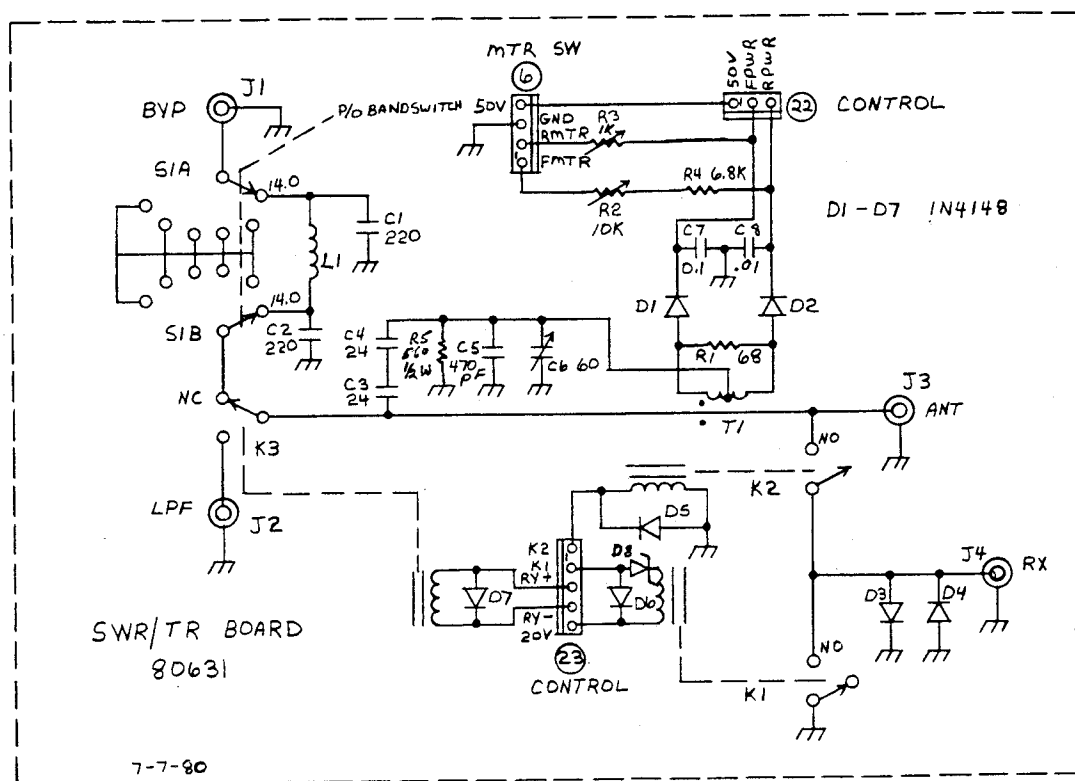 MTR SW
6
J1
BYP
P/O BANDSWITCH
50V
GND
RMTR
FMTR
R3
1K
50V
FPWR
RPWR
22
CONTROL
S1A
14.0
C1
220
L1
R2
10K
R4 6.8K
D1-D7 1N4148
C7
0.1
C8
.01
D1
D2
14.0
S1B
C2
220
C4
24
R5
560
1/2W
C5
470
PF
C6 60
R1 68
C3
24
J3
ANT
NC
K3
T1
NO
K2
LPF
J2
D5
K2
K1
RY+
RY-
20V
D8
D7
D6
J4
RX
D3
D4
23
CONTROL
NO
K1
SWR/TR BOARD
80631
7-7-80